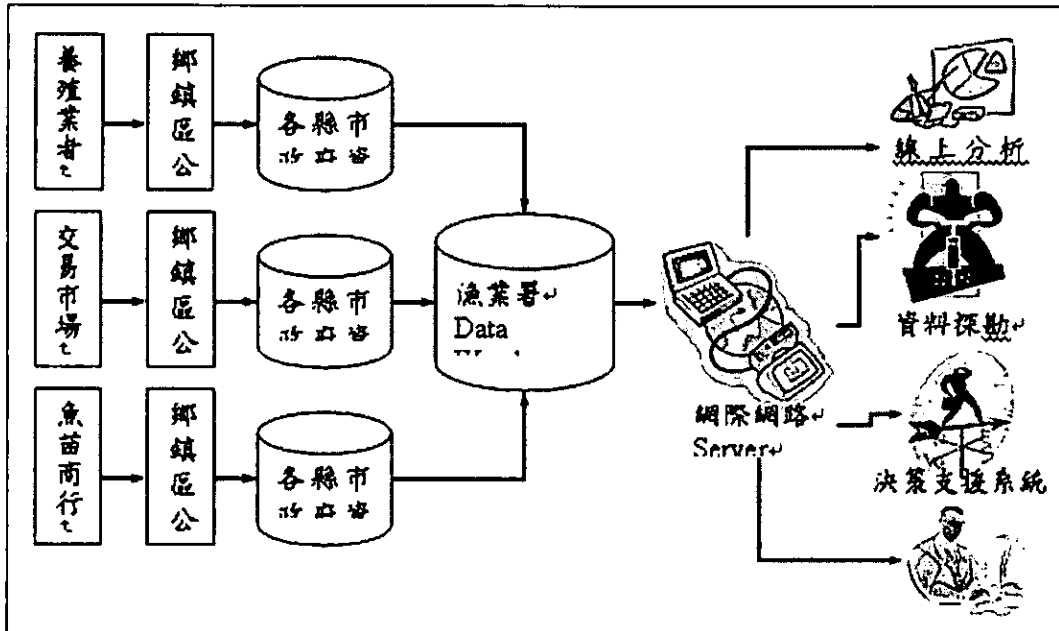 養殖業者
鄉鎮區公
各縣市
交易市場
鄉鎮區公
各縣市
魚苗商行
鄉鎮區公
各縣市
漁業署↵
Data
網際網路↵
Server↵
線上分析
資料探勘↵
決策支援系統